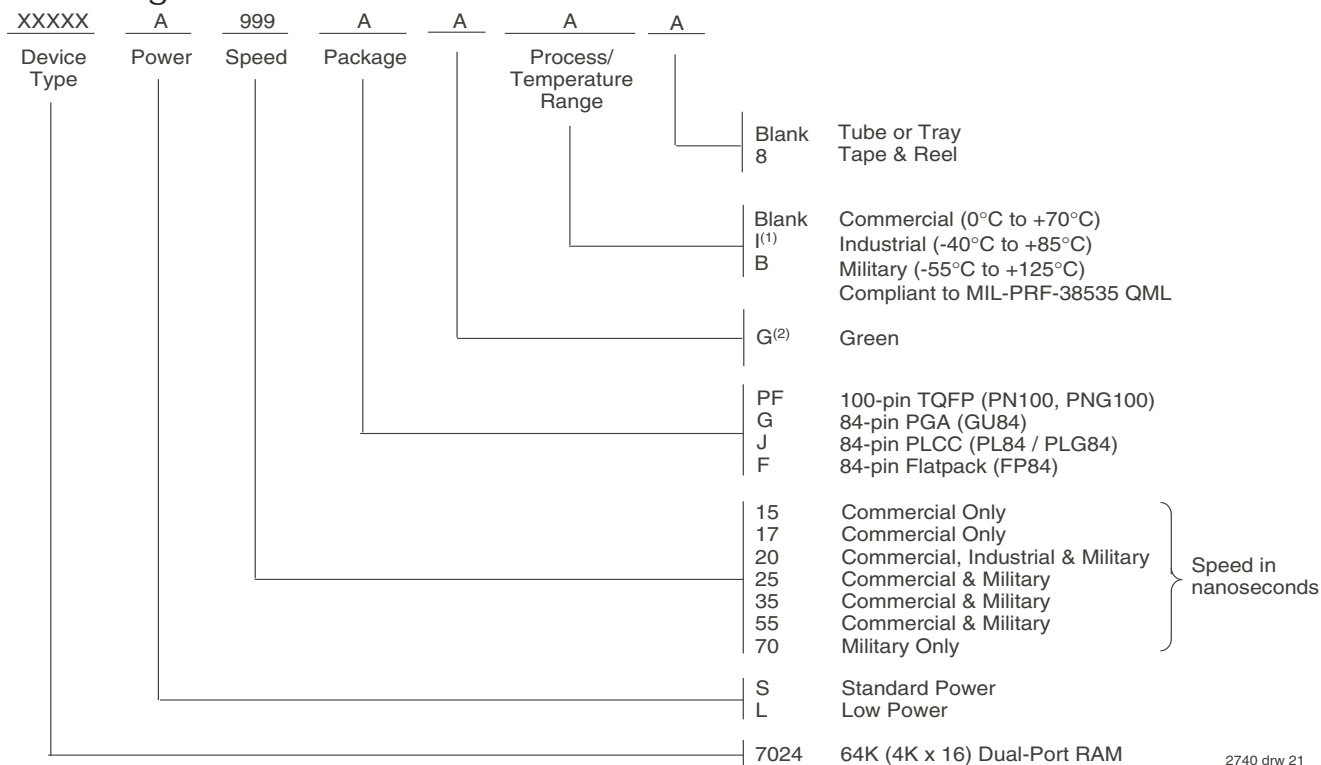 XXXXX A 999 A A A A
Device Type Power Speed Package Process/ Temperature Range
Blank Tube or Tray
8 Tape & Reel
Blank Commercial (0°C to +70°C)
I(1) Industrial (-40°C to +85°C)
B Military (-55°C to +125°C)
Compliant to MIL-PRF-38535 QML
G(2) Green
PF 100-pin TQFP (PN100, PNG100)
G 84-pin PGA (GU84)
J 84-pin PLCC (PL84 / PLG84)
F 84-pin Flatpack (FP84)
15 Commercial Only
17 Commercial Only
20 Commercial, Industrial & Military
25 Commercial & Military
35 Commercial & Military
55 Commercial & Military
70 Military Only
Speed in
nanoseconds
S Standard Power
L Low Power
7024 64K (4K x 16) Dual-Port RAM
2740 drw 21